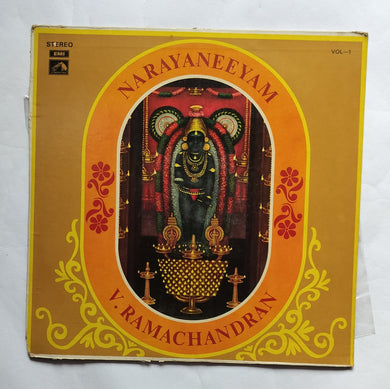 STEREO
EMI
VOL-1
NARAYANEEYAM
V. RAMACHANDRAN